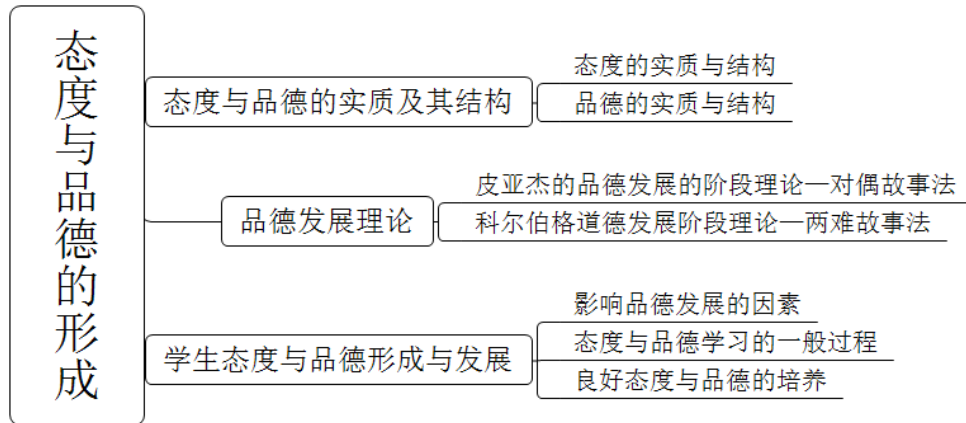 态度与品德的形成
态度与品德的实质及其结构
态度的实质与结构
品德的实质与结构
品德发展理论
皮亚杰的品德发展的阶段理论—对偶故事法
科尔伯格道德发展阶段理论—两难故事法
学生态度与品德形成与发展
影响品德发展的因素
态度与品德学习的一般过程
良好态度与品德的培养